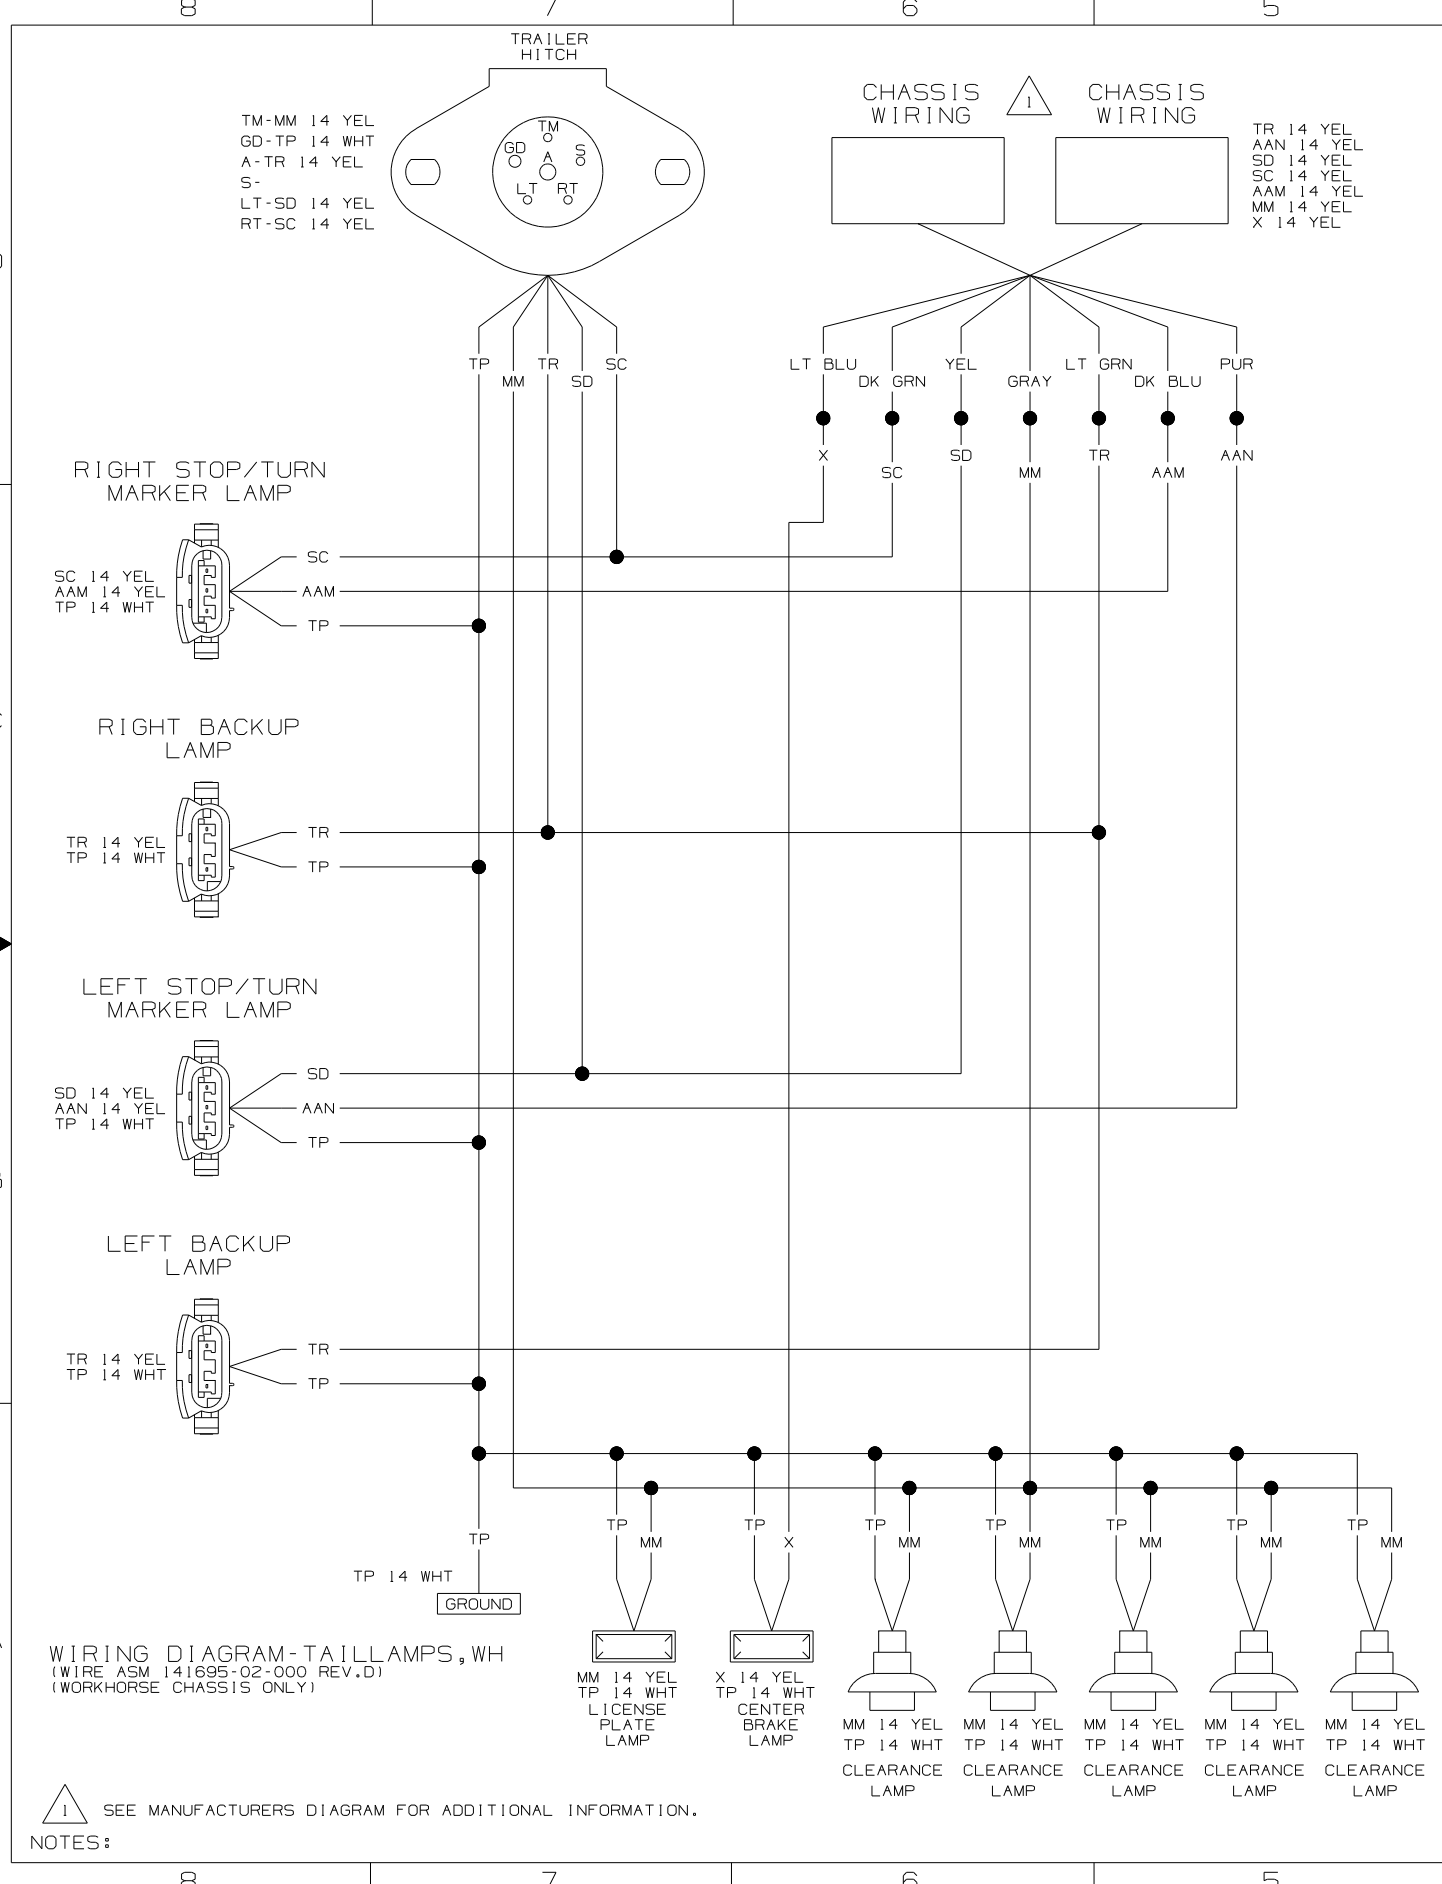 8 7 6 5
TRAILER
HITCH
TM-MM 14 YEL
GD-TP 14 WHT
A-TR 14 YEL
S-
LT-SD 14 YEL
RT-SC 14 YEL
TM
GD
A
S
LT RT
CHASSIS
WIRING
1
CHASSIS
WIRING
TR 14 YEL
AAN 14 YEL
SD 14 YEL
SC 14 YEL
AAM 14 YEL
MM 14 YEL
X 14 YEL
TP
MM
TR
SD
SC
LT BLU
DK GRN
YEL
GRAY
LT GRN
DK BLU
PUR
X
SC
SD
MM
TR
AAM
AAN
RIGHT STOP/TURN
MARKER LAMP
SC 14 YEL
AAM 14 YEL
TP 14 WHT
SC
AAM
TP
RIGHT BACKUP
LAMP
TR 14 YEL
TP 14 WHT
TR
TP
LEFT STOP/TURN
MARKER LAMP
SD 14 YEL
AAN 14 YEL
TP 14 WHT
SD
AAN
TP
LEFT BACKUP
LAMP
TR 14 YEL
TP 14 WHT
TR
TP
TP
TP 14 WHT
GROUND
TP
MM
TP
X
TP
MM
TP
MM
TP
MM
TP
MM
TP
MM
MM 14 YEL
TP 14 WHT
LICENSE
PLATE
LAMP
X 14 YEL
TP 14 WHT
CENTER
BRAKE
LAMP
MM 14 YEL
TP 14 WHT
CLEARANCE
LAMP
MM 14 YEL
TP 14 WHT
CLEARANCE
LAMP
MM 14 YEL
TP 14 WHT
CLEARANCE
LAMP
MM 14 YEL
TP 14 WHT
CLEARANCE
LAMP
MM 14 YEL
TP 14 WHT
CLEARANCE
LAMP
WIRING DIAGRAM-TAILLAMPS,WH
(WIRE ASM 141695-02-000 REV.D)
(WORKHORSE CHASSIS ONLY)
1 SEE MANUFACTURERS DIAGRAM FOR ADDITIONAL INFORMATION.
NOTES:
8 7 6 5